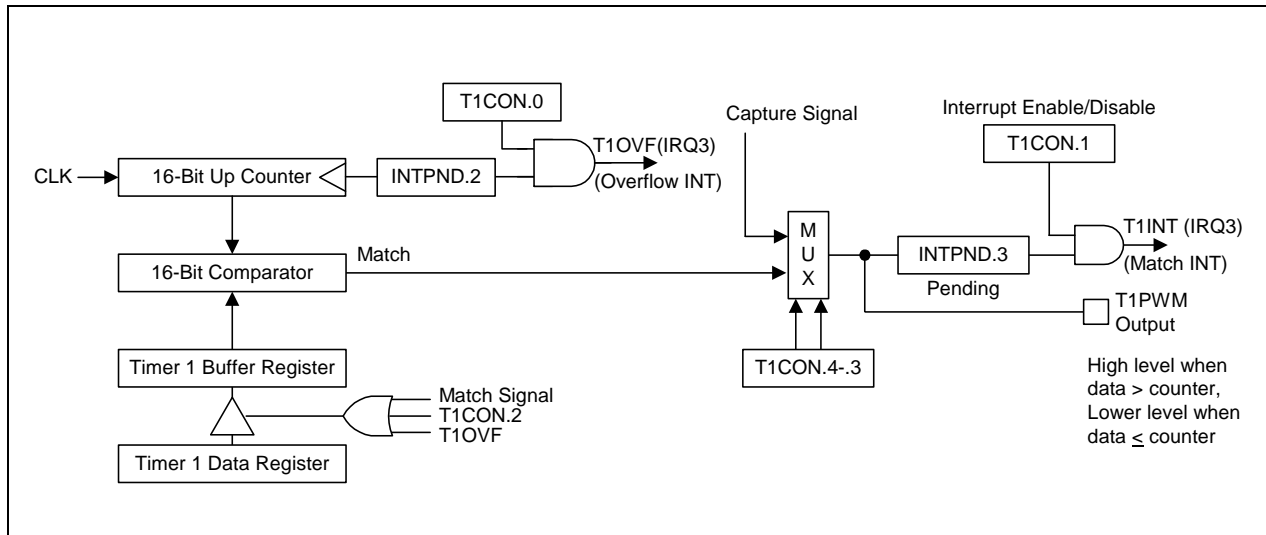 T1CON.0
T1OVF(IRQ3)
(Overflow INT)
CLK
16-Bit Up Counter
INTPND.2
16-Bit Comparator
Match
Timer 1 Buffer Register
Match Signal
T1CON.2
T1OVF
Timer 1 Data Register
Capture Signal
M
U
X
T1CON.4-.3
Interrupt Enable/Disable
T1CON.1
INTPND.3
Pending
T1INT (IRQ3)
(Match INT)
T1PWM
Output
High level when
data > counter,
Lower level when
data ≤ counter